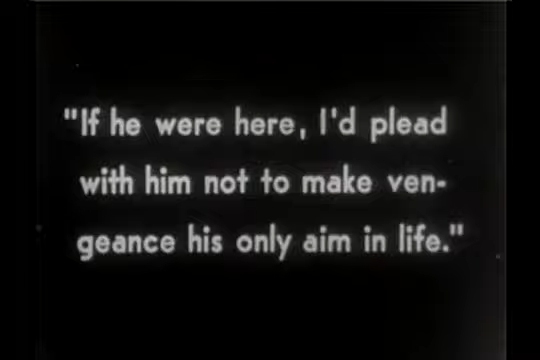 "If he were here, I'd plead
with him not to make ven-
geance his only aim in life."